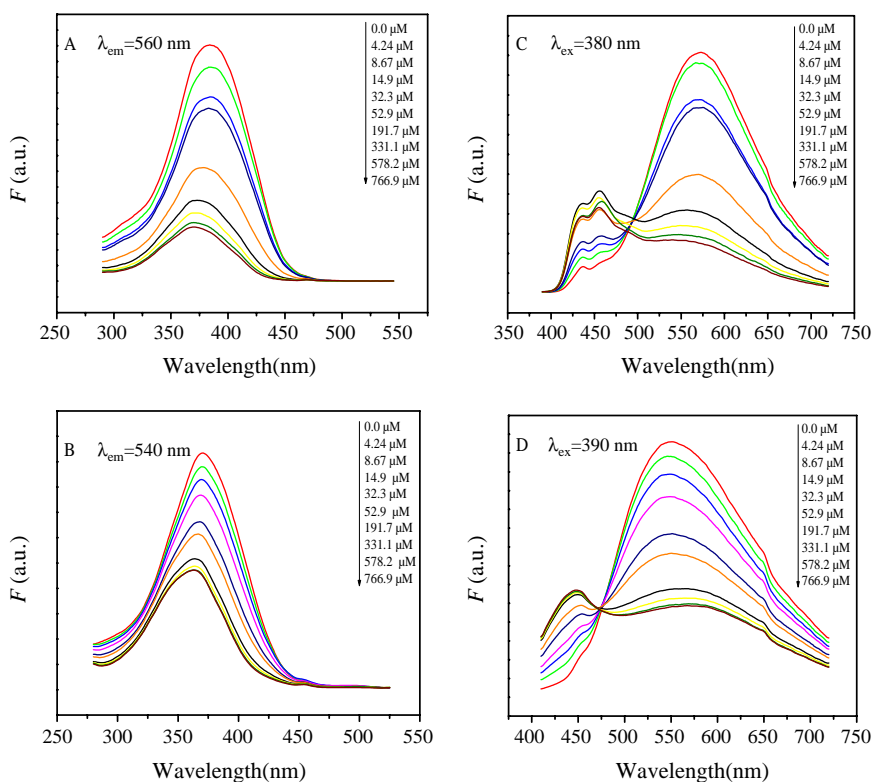 A λem=560 nm
0.0 μM
4.24 μM
8.67 μM
14.9 μM
32.3 μM
52.9 μM
191.7 μM
331.1 μM
578.2 μM
766.9 μM
F (a.u.)
250 300 350 400 450 500 550
Wavelength(nm)
C λex=380 nm
0.0 μM
4.24 μM
8.67 μM
14.9 μM
32.3 μM
52.9 μM
191.7 μM
331.1 μM
578.2 μM
766.9 μM
F (a.u.)
350 400 450 500 550 600 650 700 750
Wavelength(nm)
B λem=540 nm
0.0 μM
4.24 μM
8.67 μM
14.9 μM
32.3 μM
52.9 μM
191.7 μM
331.1 μM
578.2 μM
766.9 μM
F (a.u.)
250 300 350 400 450 500 550
Wavelength(nm)
D λex=390 nm
0.0 μM
4.24 μM
8.67 μM
14.9 μM
32.3 μM
52.9 μM
191.7 μM
331.1 μM
578.2 μM
766.9 μM
F (a.u.)
400 450 500 550 600 650 700 750
Wavelength(nm)